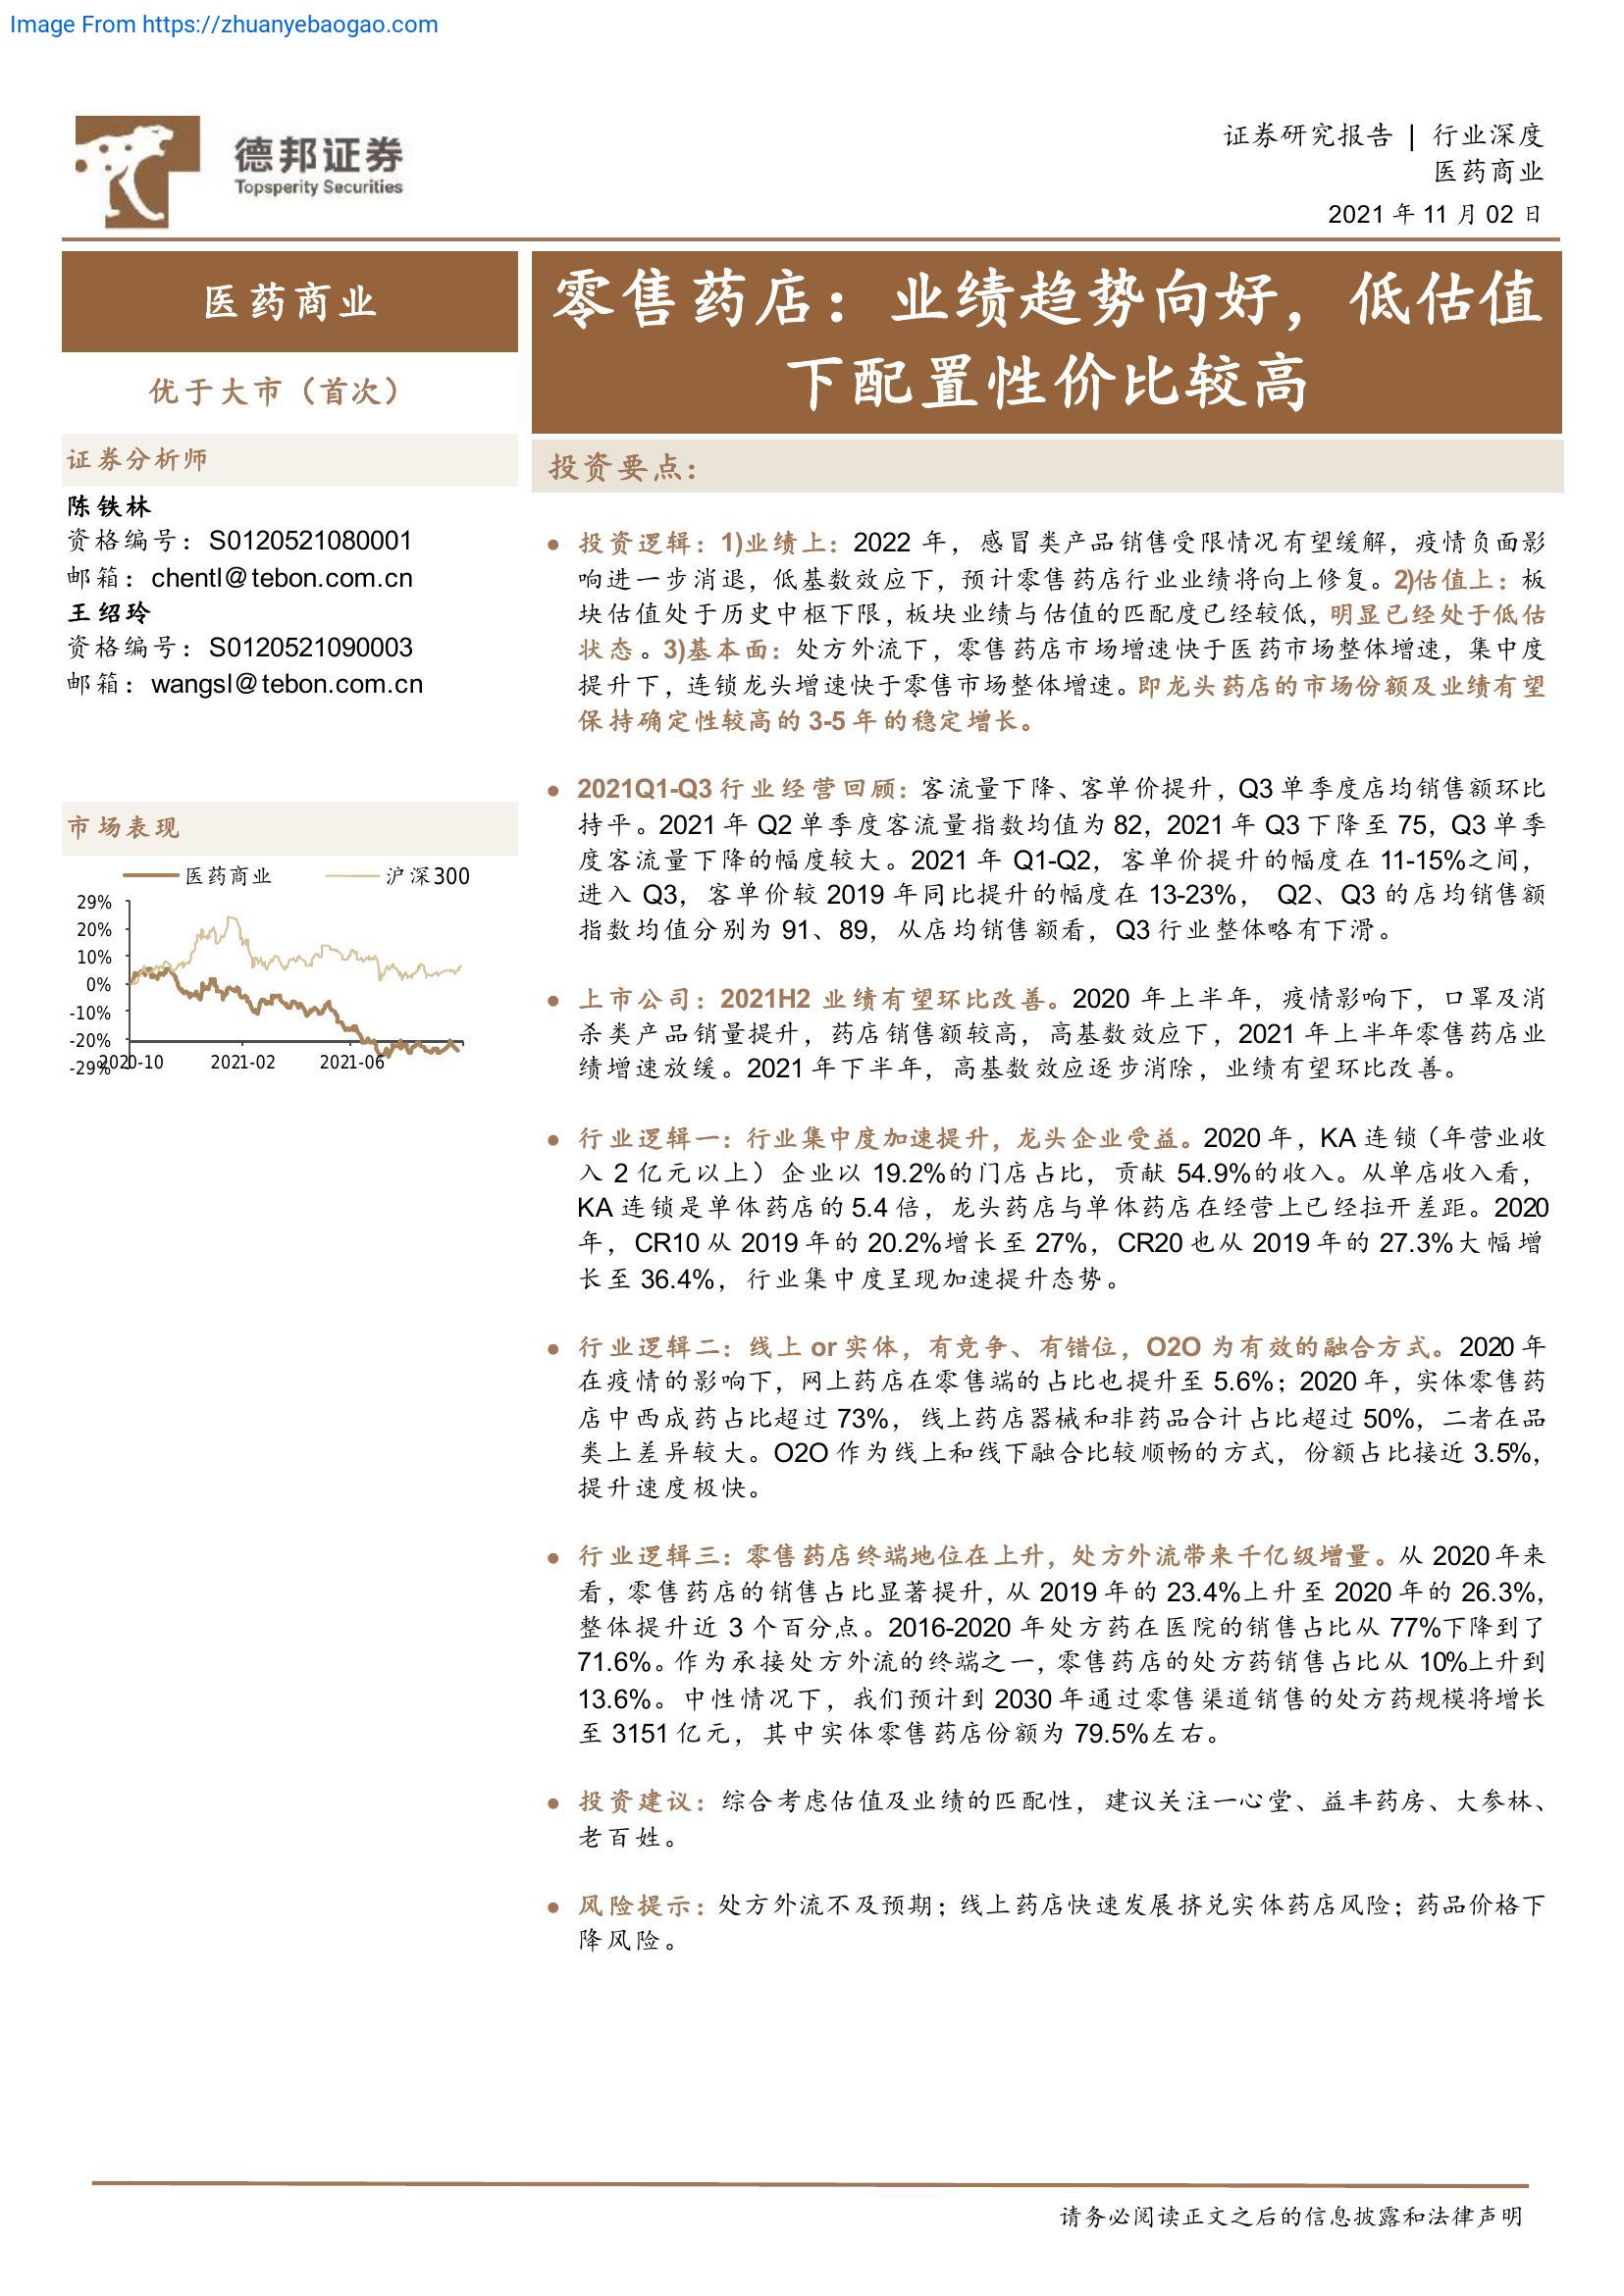 Image From https://zhuanyebaogao.com
德邦证券
Topsperity Securities
证券研究报告 | 行业深度
医药商业
2021 年 11 月 02 日
医药商业
优于大市（首次）
证券分析师
陈铁林
资格编号：S0120521080001
邮箱：chentl@tebon.com.cn
王绍玲
资格编号：S0120521090003
邮箱：wangsl@tebon.com.cn
市场表现
医药商业 沪深300
29%
20%
10%
0%
-10%
-20%
-29%
2020-10 2021-02 2021-06
零售药店：业绩趋势向好，低估值
下配置性价比较高
投资要点：
● 投资逻辑：1)业绩上：2022 年，感冒类产品销售受限情况有望缓解，疫情负面影
响进一步消退，低基数效应下，预计零售药店行业业绩将向上修复。2)估值上：板
块估值处于历史中枢下限，板块业绩与估值的匹配度已经较低，明显已经处于低估
状态。3)基本面：处方外流下，零售药店市场增速快于医药市场整体增速，集中度
提升下，连锁龙头增速快于零售市场整体增速。即龙头药店的市场份额及业绩有望
保持确定性较高的 3-5 年的稳定增长。
● 2021Q1-Q3 行业经营回顾：客流量下降、客单价提升，Q3 单季度店均销售额环比
持平。2021 年 Q2 单季度客流量指数均值为 82，2021 年 Q3 下降至 75，Q3 单季
度客流量下降的幅度较大。2021 年 Q1-Q2，客单价提升的幅度在 11-15%之间，
进入 Q3，客单价较 2019 年同比提升的幅度在 13-23%， Q2、Q3 的店均销售额
指数均值分别为 91、89，从店均销售额看，Q3 行业整体略有下滑。
● 上市公司：2021H2 业绩有望环比改善。2020 年上半年，疫情影响下，口罩及消
杀类产品销量提升，药店销售额较高，高基数效应下，2021 年上半年零售药店业
绩增速放缓。2021 年下半年，高基数效应逐步消除，业绩有望环比改善。
● 行业逻辑一：行业集中度加速提升，龙头企业受益。2020 年，KA 连锁（年营业收
入 2 亿元以上）企业以 19.2%的门店占比，贡献 54.9%的收入。从单店收入看，
KA 连锁是单体药店的 5.4 倍，龙头药店与单体药店在经营上已经拉开差距。2020
年，CR10 从 2019 年的 20.2%增长至 27%，CR20 也从 2019 年的 27.3%大幅增
长至 36.4%，行业集中度呈现加速提升态势。
● 行业逻辑二：线上 or 实体，有竞争、有错位，O2O 为有效的融合方式。2020 年
在疫情的影响下，网上药店在零售端的占比也提升至 5.6%；2020 年，实体零售药
店中西成药占比超过 73%，线上药店器械和非药品合计占比超过 50%，二者在品
类上差异较大。O2O 作为线上和线下融合比较顺畅的方式，份额占比接近 3.5%，
提升速度极快。
● 行业逻辑三：零售药店终端地位在上升，处方外流带来千亿级增量。从 2020 年来
看，零售药店的销售占比显著提升，从 2019 年的 23.4%上升至 2020 年的 26.3%，
整体提升近 3 个百分点。2016-2020 年处方药在医院的销售占比从 77%下降到了
71.6%。作为承接处方外流的终端之一，零售药店的处方药销售占比从 10%上升到
13.6%。中性情况下，我们预计到 2030 年通过零售渠道销售的处方药规模将增长
至 3151 亿元，其中实体零售药店份额为 79.5%左右。
● 投资建议：综合考虑估值及业绩的匹配性，建议关注一心堂、益丰药房、大参林、
老百姓。
● 风险提示：处方外流不及预期；线上药店快速发展挤兑实体药店风险；药品价格下
降风险。
请务必阅读正文之后的信息披露和法律声明